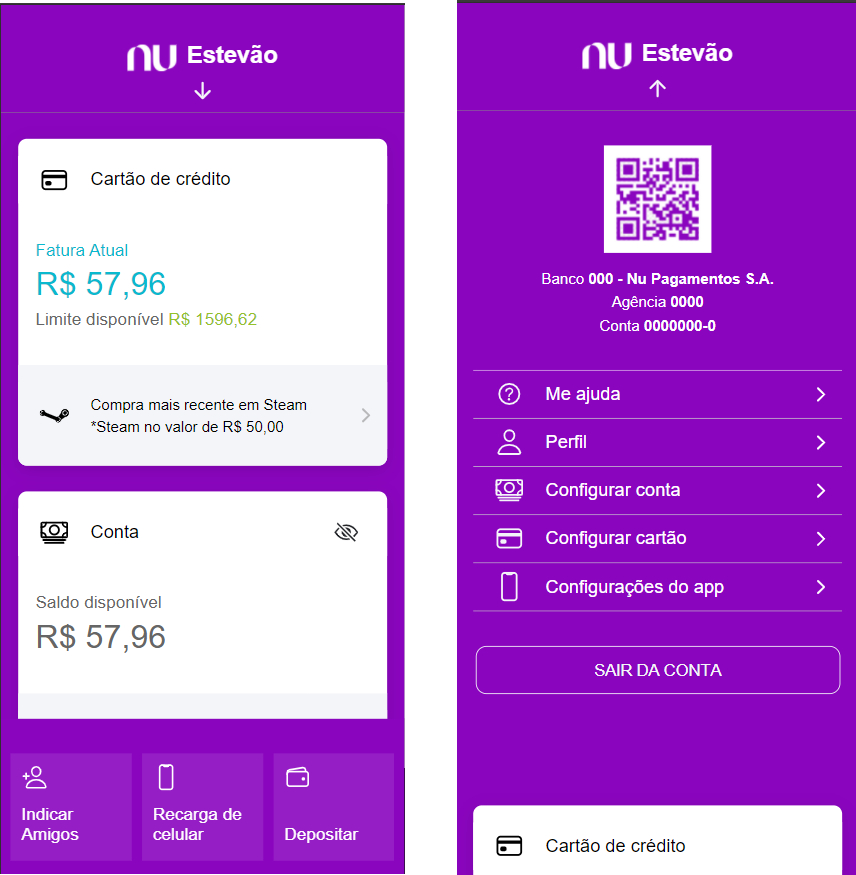 nu Estevão
Cartão de crédito
Fatura Atual
R$ 57,96
Limite disponível R$ 1596,62
Compra mais recente em Steam
*Steam no valor de R$ 50,00
Conta
Saldo disponível
R$ 57,96
Indicar
Amigos
Recarga de
celular
Depositar
nu Estevão
Banco 000 - Nu Pagamentos S.A.
Agência 0000
Conta 0000000-0
Me ajuda
Perfil
Configurar conta
Configurar cartão
Configurações do app
SAIR DA CONTA
Cartão de crédito